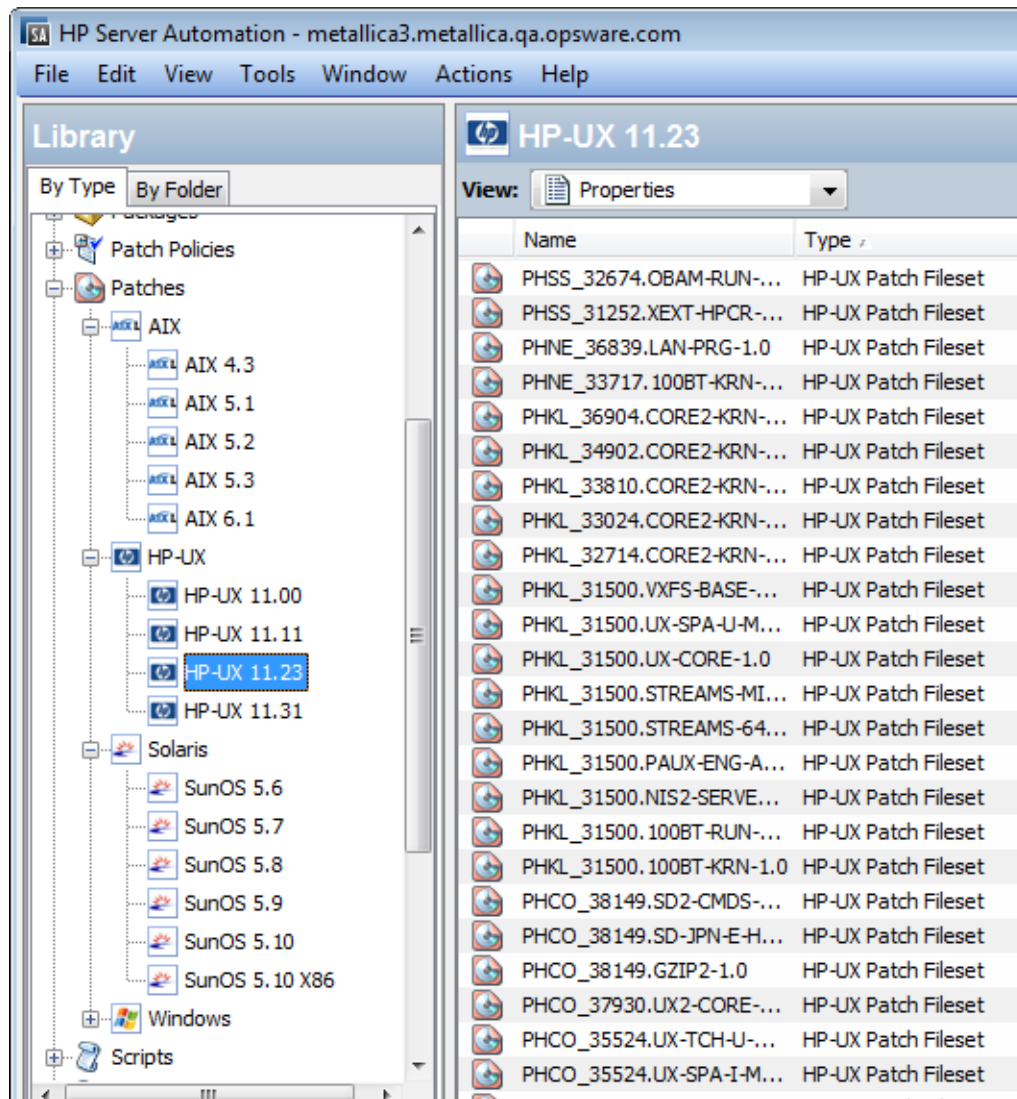 SA HP Server Automation - metallica3.metallica.qa.opsware.com
File Edit View Tools Window Actions Help
Library
By Type By Folder
Packages
Patch Policies
Patches
AIX
AIX 4.3
AIX 5.1
AIX 5.2
AIX 5.3
AIX 6.1
HP-UX
HP-UX 11.00
HP-UX 11.11
HP-UX 11.23
HP-UX 11.31
Solaris
SunOS 5.6
SunOS 5.7
SunOS 5.8
SunOS 5.9
SunOS 5.10
SunOS 5.10 X86
Windows
Scripts
hp HP-UX 11.23
View: Properties
Name Type
PHSS_32674.OBAM-RUN-... HP-UX Patch Fileset
PHSS_31252.XEXT-HPCR-... HP-UX Patch Fileset
PHNE_36839.LAN-PRG-1.0 HP-UX Patch Fileset
PHNE_33717.100BT-KRN-... HP-UX Patch Fileset
PHKL_36904.CORE2-KRN-... HP-UX Patch Fileset
PHKL_34902.CORE2-KRN-... HP-UX Patch Fileset
PHKL_33810.CORE2-KRN-... HP-UX Patch Fileset
PHKL_33024.CORE2-KRN-... HP-UX Patch Fileset
PHKL_32714.CORE2-KRN-... HP-UX Patch Fileset
PHKL_31500.VXFS-BASE-... HP-UX Patch Fileset
PHKL_31500.UX-SPA-U-M... HP-UX Patch Fileset
PHKL_31500.UX-CORE-1.0 HP-UX Patch Fileset
PHKL_31500.STREAMS-MI... HP-UX Patch Fileset
PHKL_31500.STREAMS-64... HP-UX Patch Fileset
PHKL_31500.PAUX-ENG-A... HP-UX Patch Fileset
PHKL_31500.NIS2-SERVE... HP-UX Patch Fileset
PHKL_31500.100BT-RUN-... HP-UX Patch Fileset
PHKL_31500.100BT-KRN-1.0 HP-UX Patch Fileset
PHCO_38149.SD2-CMDS-... HP-UX Patch Fileset
PHCO_38149.SD-JPN-E-H... HP-UX Patch Fileset
PHCO_38149.GZIP2-1.0 HP-UX Patch Fileset
PHCO_37930.UX2-CORE-... HP-UX Patch Fileset
PHCO_35524.UX-TCH-U-... HP-UX Patch Fileset
PHCO_35524.UX-SPA-I-M... HP-UX Patch Fileset